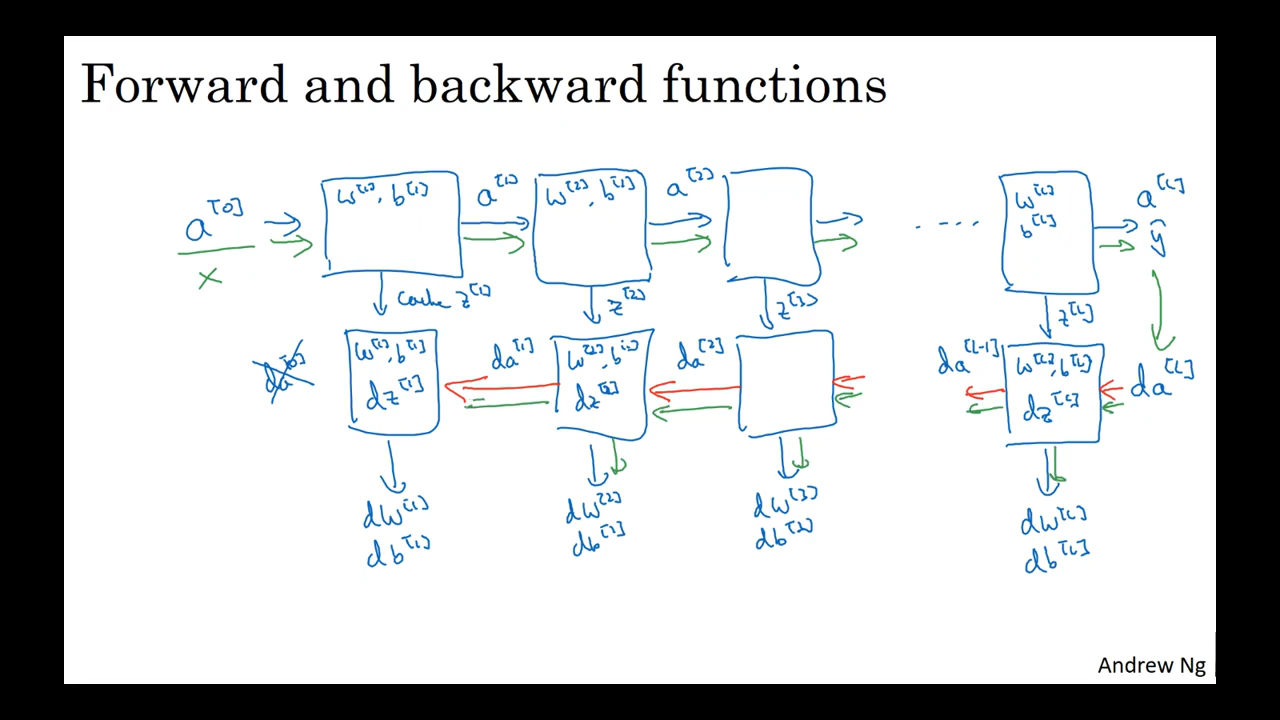 Forward and backward functions
a^[0] w^[1], b^[1] a^[1] w^[2], b^[2] a^[2] .... w^[L] a^[L]
x b^[L] ŷ
cache z^[1] z^[2] z^[3] z^[L]
da^[0] w^[1], b^[1] da^[1] w^[2], b^[2] da^[2] da^[L-1] w^[L], b^[L] da^[L]
dz^[1] dz^[2] dz^[L]
dw^[1] dw^[2] dw^[3] dw^[L]
db^[1] db^[2] db^[3] db^[L]
Andrew Ng